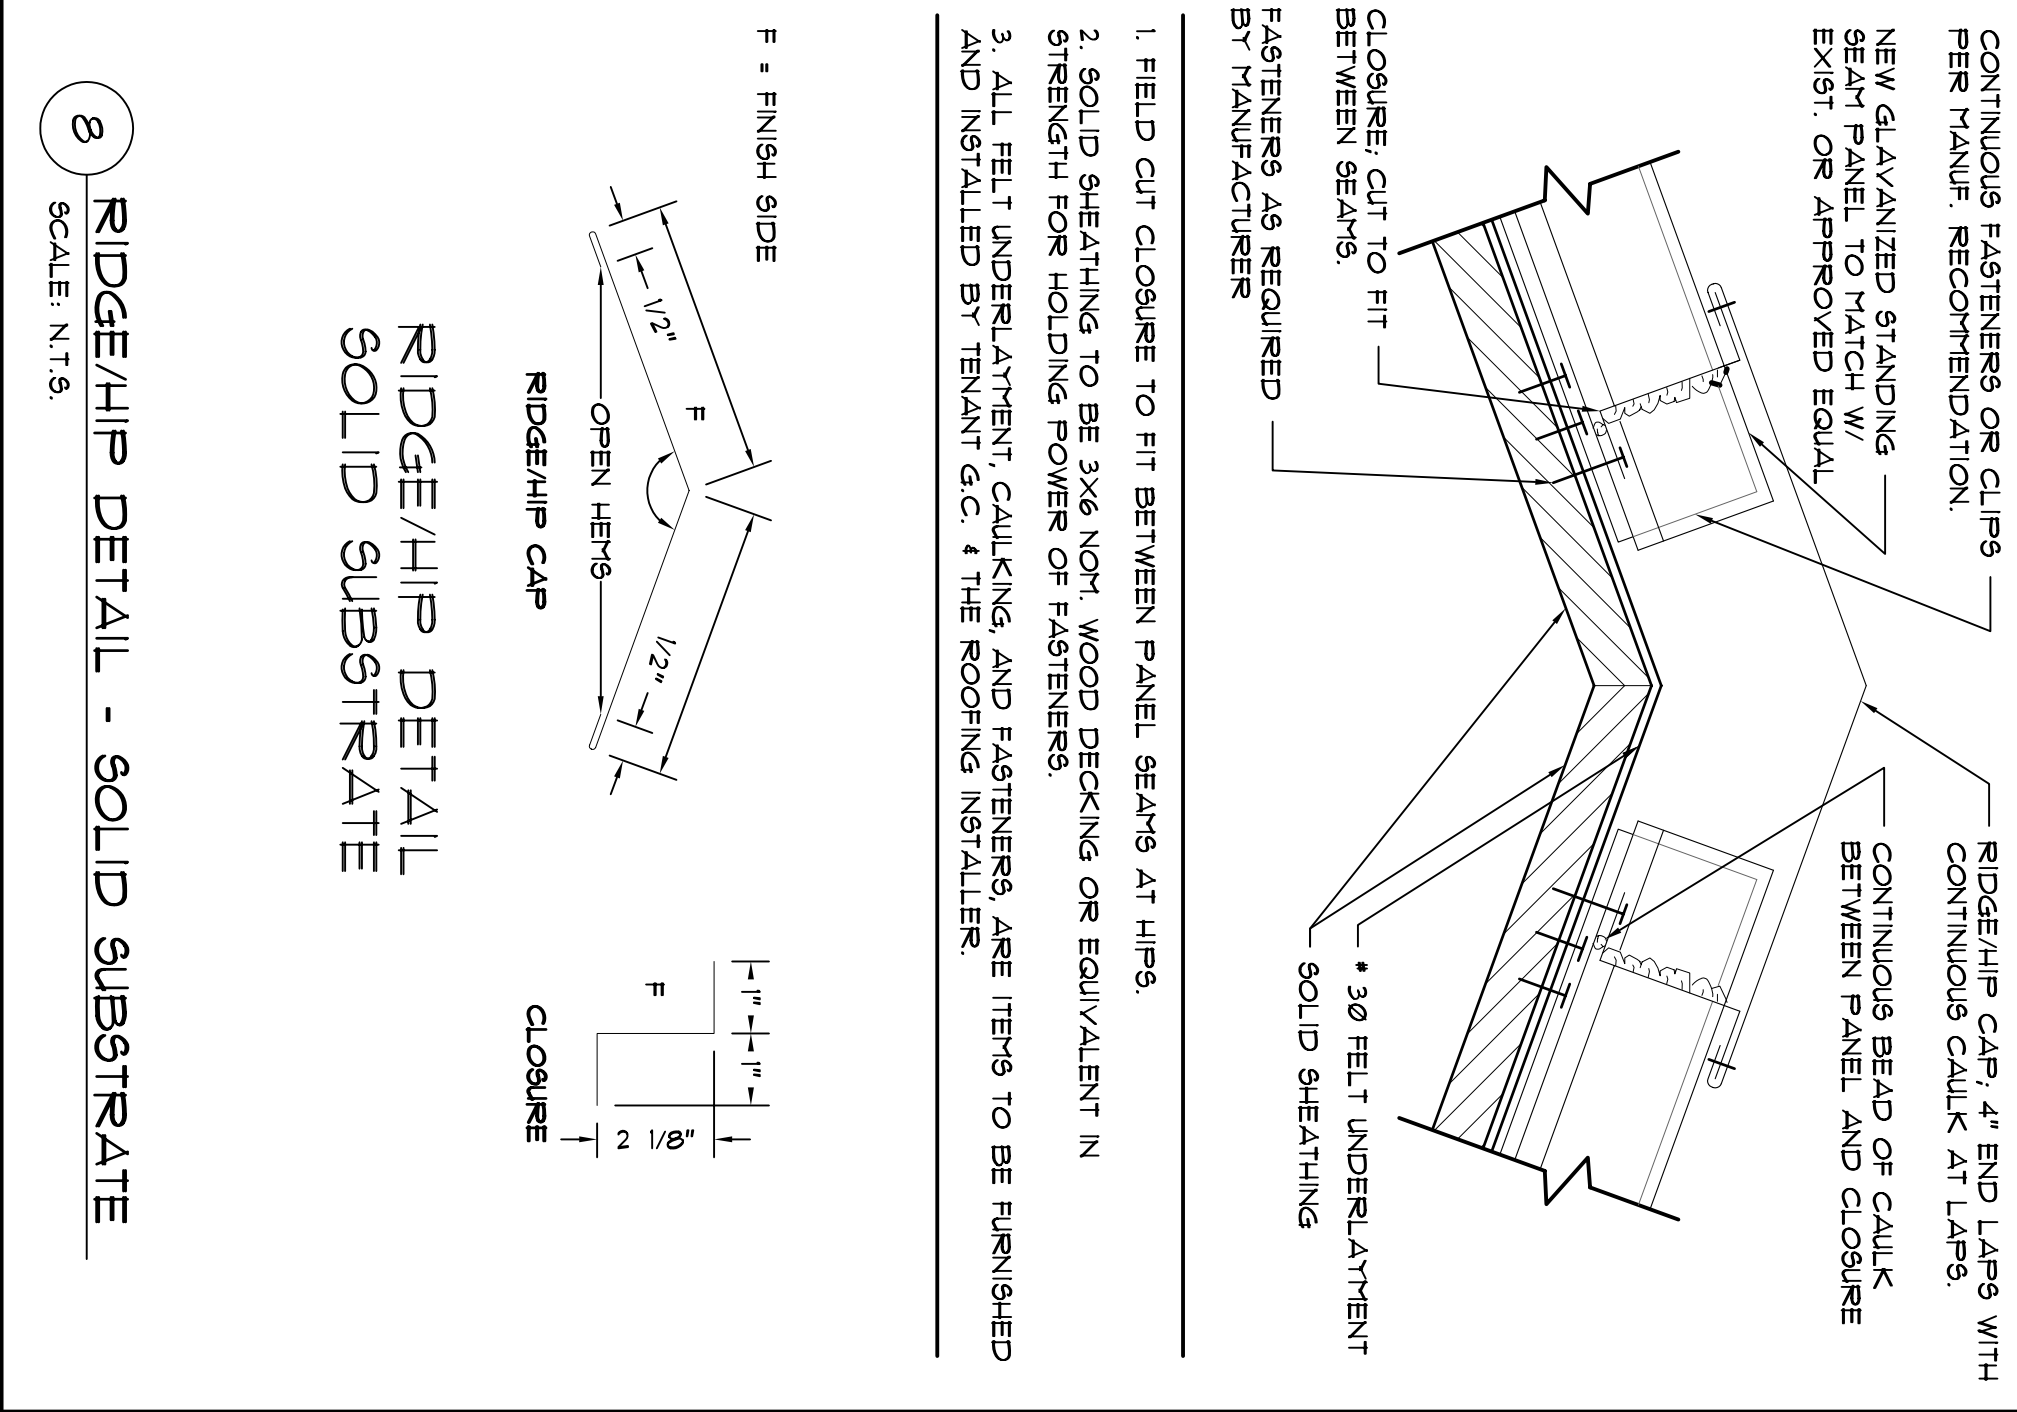 CONTINUOUS FASTENERS OR CLIPS
PER MANUF. RECOMMENDATION.
NEW GLAVANIZED STANDING
SEAM PANEL TO MATCH W/
EXIST. OR APPROVED EQUAL
CLOSURE; CUT TO FIT
BETWEEN SEAMS.
FASTENERS AS REQUIRED
BY MANUFACTURER
RIDGE/HIP CAP; 4" END LAPS WITH
CONTINUOUS CAULK AT LAPS.
CONTINUOUS BEAD OF CAULK
BETWEEN PANEL AND CLOSURE
# 30 FELT UNDERLAYMENT
SOLID SHEATHING
1. FIELD CUT CLOSURE TO FIT BETWEEN PANEL SEAMS AT HIPS.
2. SOLID SHEATHING TO BE 3X6 NOM. WOOD DECKING OR EQUIVALENT IN
STRENGTH FOR HOLDING POWER OF FASTENERS.
3. ALL FELT UNDERLAYMENT, CAULKING, AND FASTENERS, ARE ITEMS TO BE FURNISHED
AND INSTALLED BY TENANT G.C. & THE ROOFING INSTALLER.
F = FINISH SIDE
F
1/2"
1/2"
OPEN HEMS
RIDGE/HIP CAP
1"
1"
F
2 1/8"
CLOSURE
RIDGE/HIP DETAIL
SOLID SUBSTRATE
8
RIDGE/HIP DETAIL - SOLID SUBSTRATE
SCALE: N.T.S.